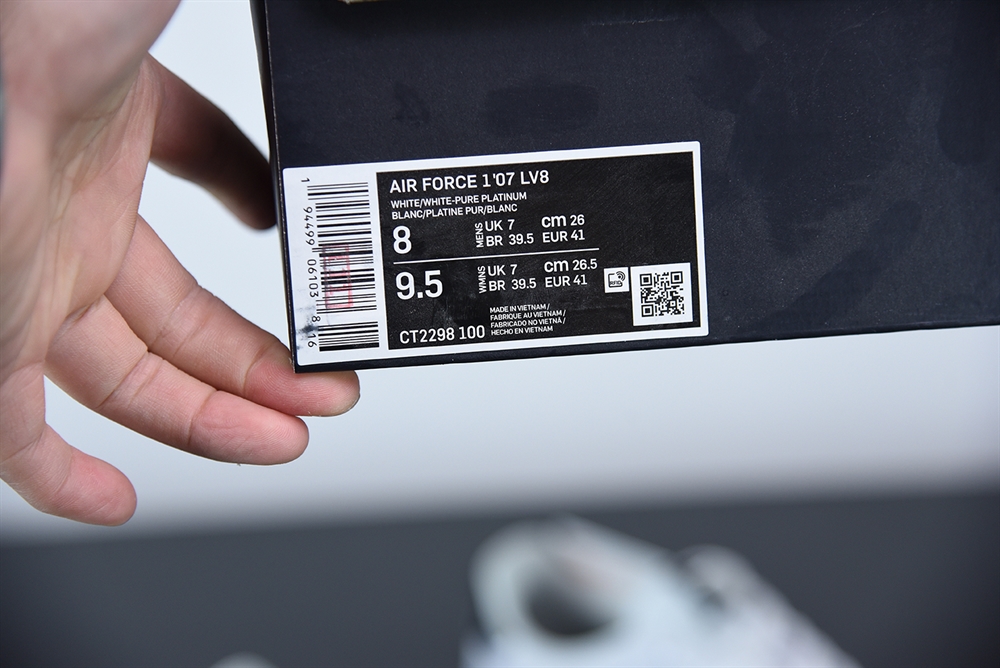 AIR FORCE 1'07 LV8
WHITE/WHITE-PURE PLATINUM
BLANC/PLATINE PUR/BLANC
8 MENS UK 7 cm 26
BR 39.5 EUR 41
9.5 WMNS UK 7 cm 26.5
BR 39.5 EUR 41
MADE IN VIETNAM /
FABRIQUE AU VIETNAM /
FABRICADO NO VIETNÃ /
HECHO EN VIETNAM
CT2298 100
1 94499 06103 8 16